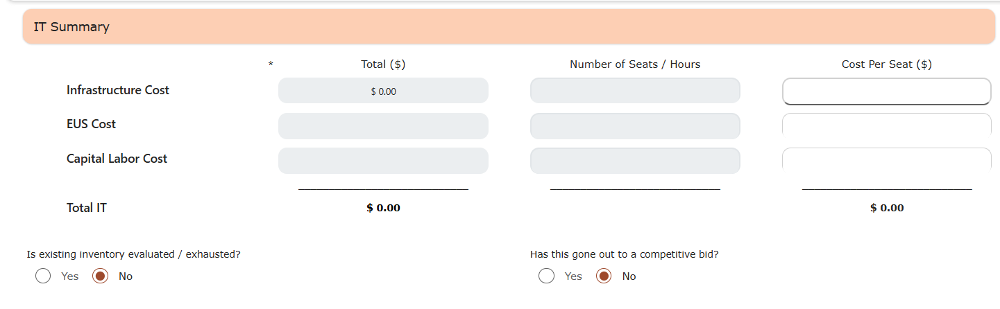 IT Summary
* Total ($) Number of Seats / Hours Cost Per Seat ($)
Infrastructure Cost $ 0.00
EUS Cost
Capital Labor Cost
Total IT $ 0.00 $ 0.00
Is existing inventory evaluated / exhausted? Has this gone out to a competitive bid?
Yes No Yes No